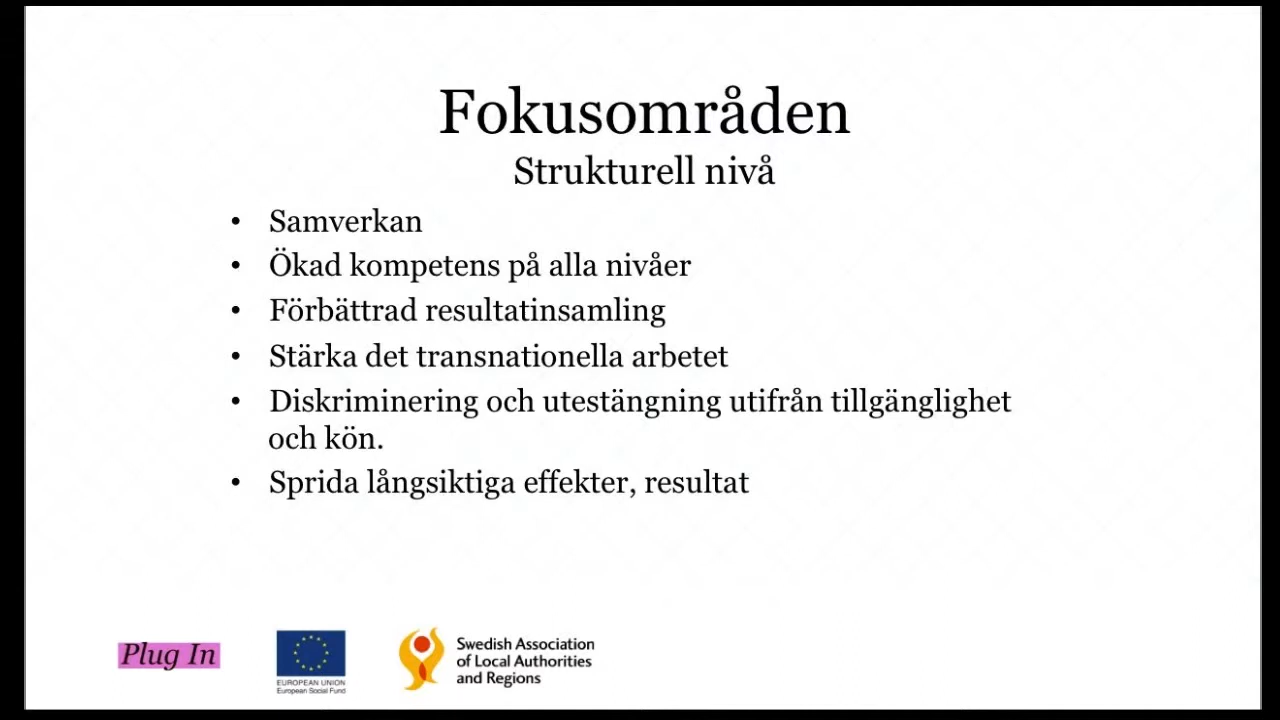 Fokusområden
Strukturell nivå
• Samverkan
• Ökad kompetens på alla nivåer
• Förbättrad resultatinsamling
• Stärka det transnationella arbetet
• Diskriminering och utestängning utifrån tillgänglighet
och kön.
• Sprida långsiktiga effekter, resultat
Plug In
EUROPEAN UNION
European Social Fund
Swedish Association
of Local Authorities
and Regions